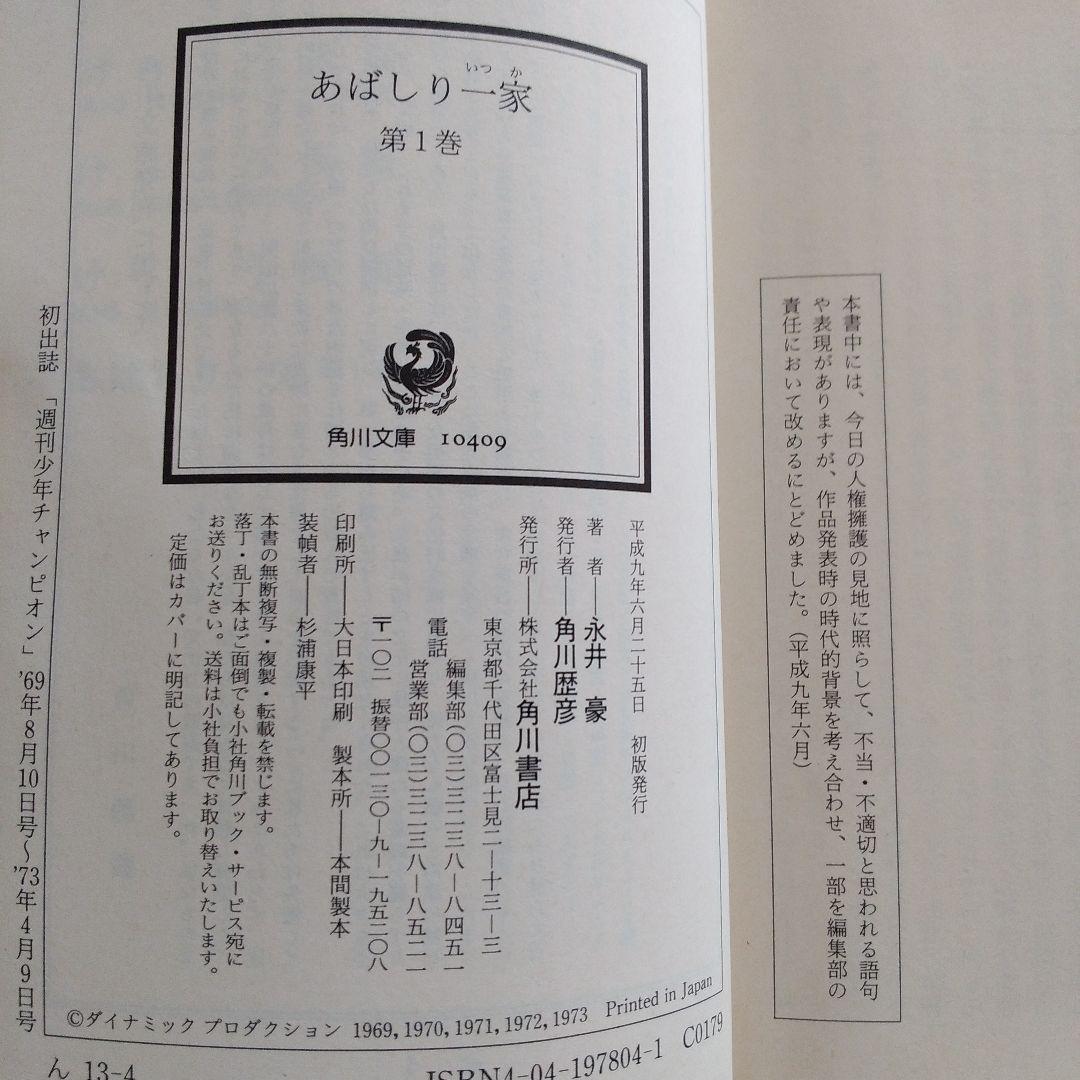 本書中には、今日の人権擁護の見地に照らして、不当・不適切と思われる語句
や表現がありますが、作品発表時の時代的背景を考え合わせ、一部を編集部の
責任において改めるにとどめました。（平成九年六月）
いつか
あばしり一家
第1巻
角川文庫 10409
平成九年六月二十五日 初版発行
著者──永井 豪
発行者──角川歴彦
発行所──株式会社角川書店
東京都千代田区富士見二─十三─三
電話 編集部（〇三）三二三八─八四五一
営業部（〇三）三二三八─八五二一
〒一〇二 振替〇〇一三〇─九─一九五二〇八
印刷所──大日本印刷 製本所──本間製本
装幀者──杉浦康平
本書の無断複写・複製・転載を禁じます。
落丁・乱丁本はご面倒でも小社角川ブック・サービス宛に
お送りください。送料は小社負担でお取り替えいたします。
定価はカバーに明記してあります。
初出誌 「週刊少年チャンピオン」'69年8月10日号〜'73年4月9日号
©ダイナミック プロダクション 1969, 1970, 1971, 1972, 1973 Printed in Japan
ん 13-4
ISBN4-04-197804-1 C0179